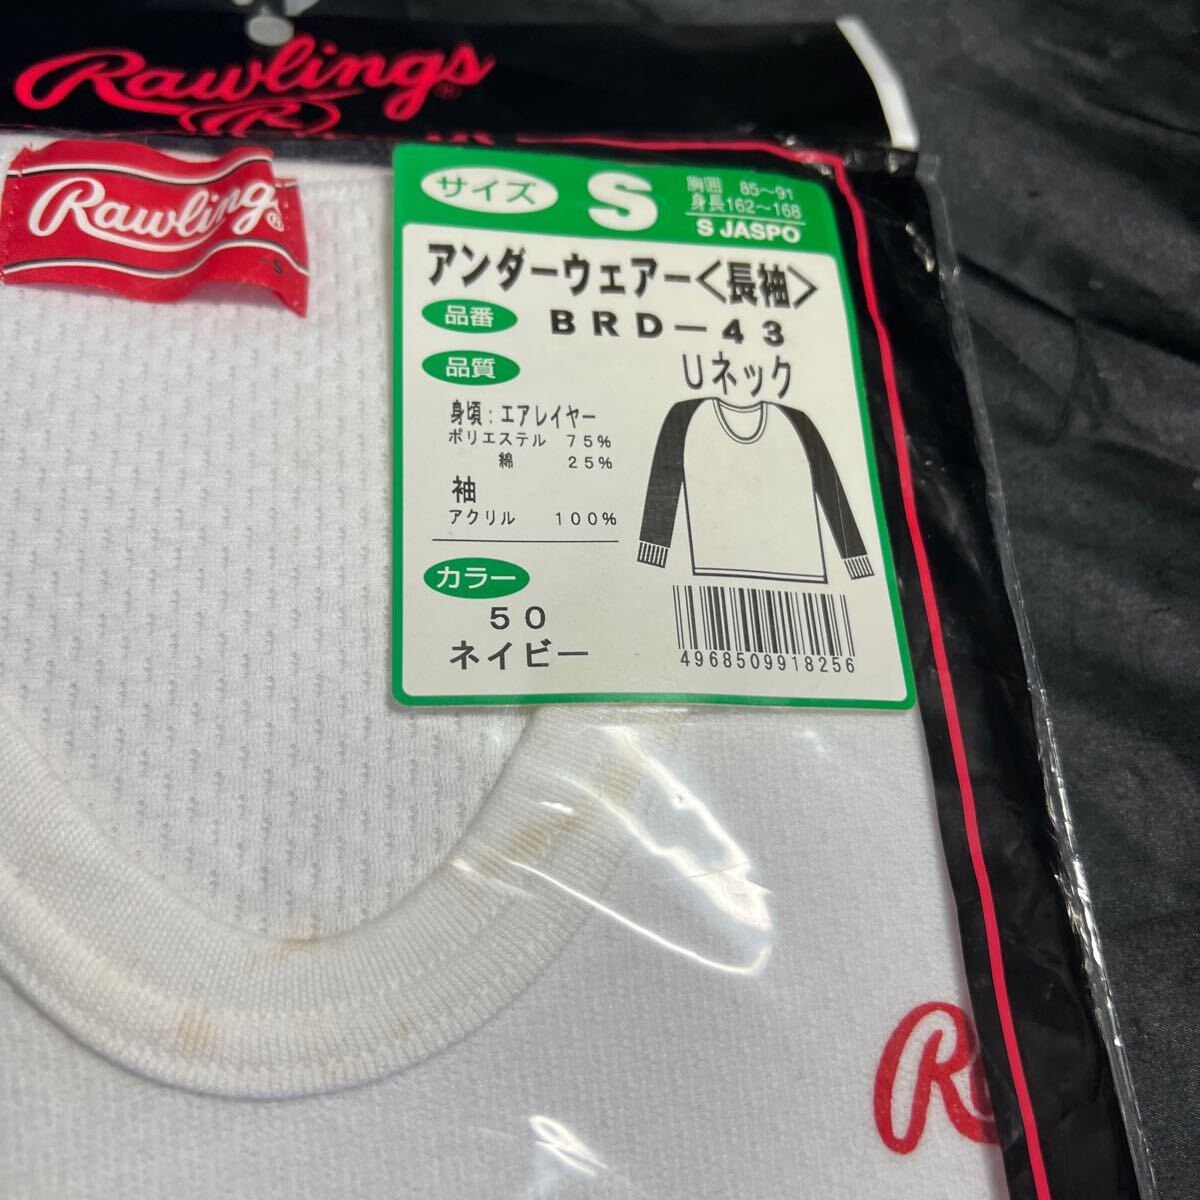 Rawlings®
R
Rawlings®
S
サイズ S 胸囲 85〜91
身長162〜168
S JASPO
アンダーウェアー<長袖>
品番 BRD-43
品質 Uネック
身頃:エアレイヤー
ポリエステル 75%
綿 25%
袖
アクリル 100%
カラー
50
ネイビー
4968509918256
R